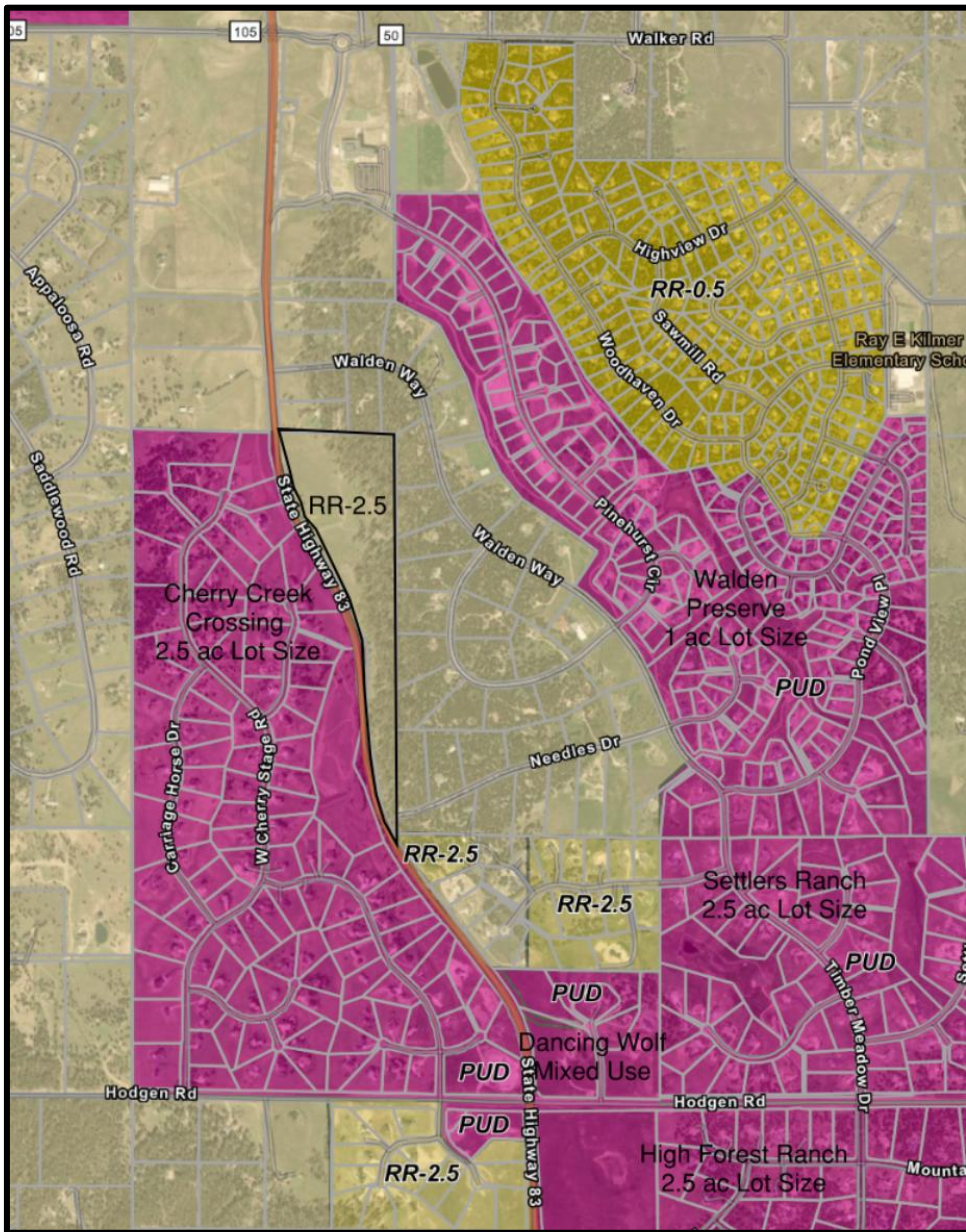 05
105
50
Walker Rd
Highview Dr
RR-0.5
Appaloosa Rd
Sawmill Rd
Ray E Kilmer
Elementary Scho
Woodhaven Dr
Walden Way
Saddlewood Rd
State Highway 83
RR-2.5
Pinehurst Cir
Walden Way
Cherry Creek
Crossing
2.5 ac Lot Size
Walden
Preserve
1 ac Lot Size
Pond View Pl
PUD
Carriage Horse Dr
W Cherry Stage Rd
Needles Dr
RR-2.5
RR-2.5
Settlers Ranch
2.5 ac Lot Size
PUD
Timber Meadow Dr
PUD
Dancing Wolf
Mixed Use
PUD
State Highway 83
Hodgen Rd
Hodgen Rd
PUD
RR-2.5
High Forest Ranch
2.5 ac Lot Size
Mounta